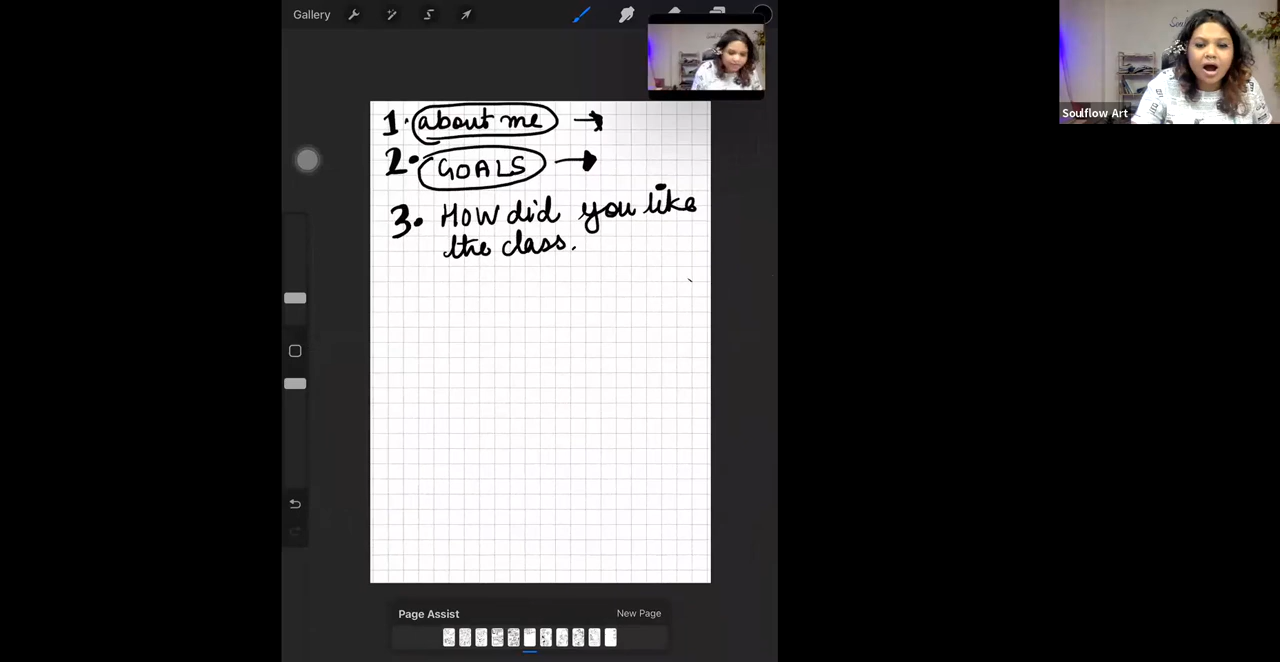 Gallery
Soulflow Art
1. about me →
2. GOALS →
3. How did you like
the class.
Page Assist
New Page